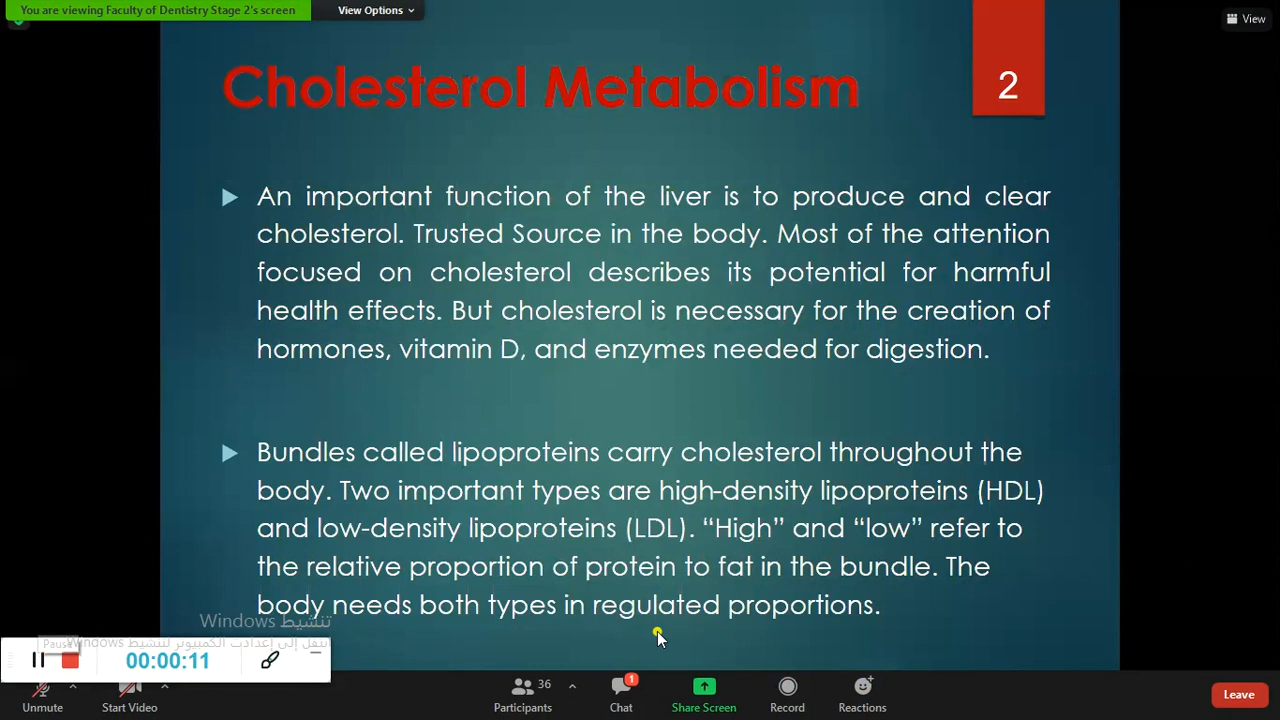 You are viewing Faculty of Dentistry Stage 2's screen
View Options
View
Cholesterol Metabolism
2
An important function of the liver is to produce and clear
cholesterol. Trusted Source in the body. Most of the attention
focused on cholesterol describes its potential for harmful
health effects. But cholesterol is necessary for the creation of
hormones, vitamin D, and enzymes needed for digestion.
Bundles called lipoproteins carry cholesterol throughout the
body. Two important types are high-density lipoproteins (HDL)
and low-density lipoproteins (LDL). “High” and “low” refer to
the relative proportion of protein to fat in the bundle. The
body needs both types in regulated proportions.
تنشيط Windows
انتقل إلى إعدادات الكمبيوتر لتنشيط Windows
Pause
00:00:11
Unmute
Start Video
36
Participants
1
Chat
Share Screen
Record
Reactions
Leave